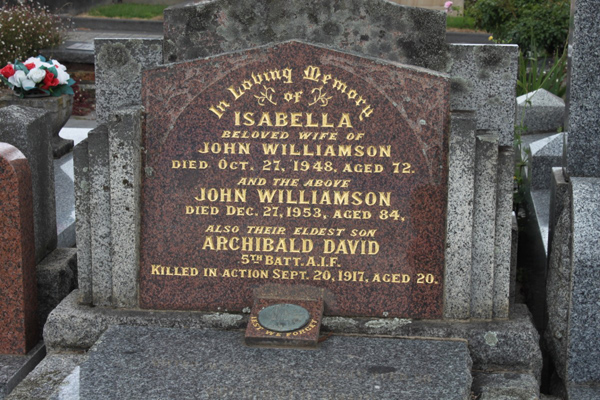 In Loving Memory
of
ISABELLA
BELOVED WIFE OF
JOHN WILLIAMSON
DIED OCT. 27, 1948, AGED 72.
AND THE ABOVE
JOHN WILLIAMSON
DIED DEC. 27, 1953, AGED 84,
ALSO THEIR ELDEST SON
ARCHIBALD DAVID
5TH BATT. A.I.F.
KILLED IN ACTION SEPT. 20, 1917, AGED 20.
LEST WE FORGET